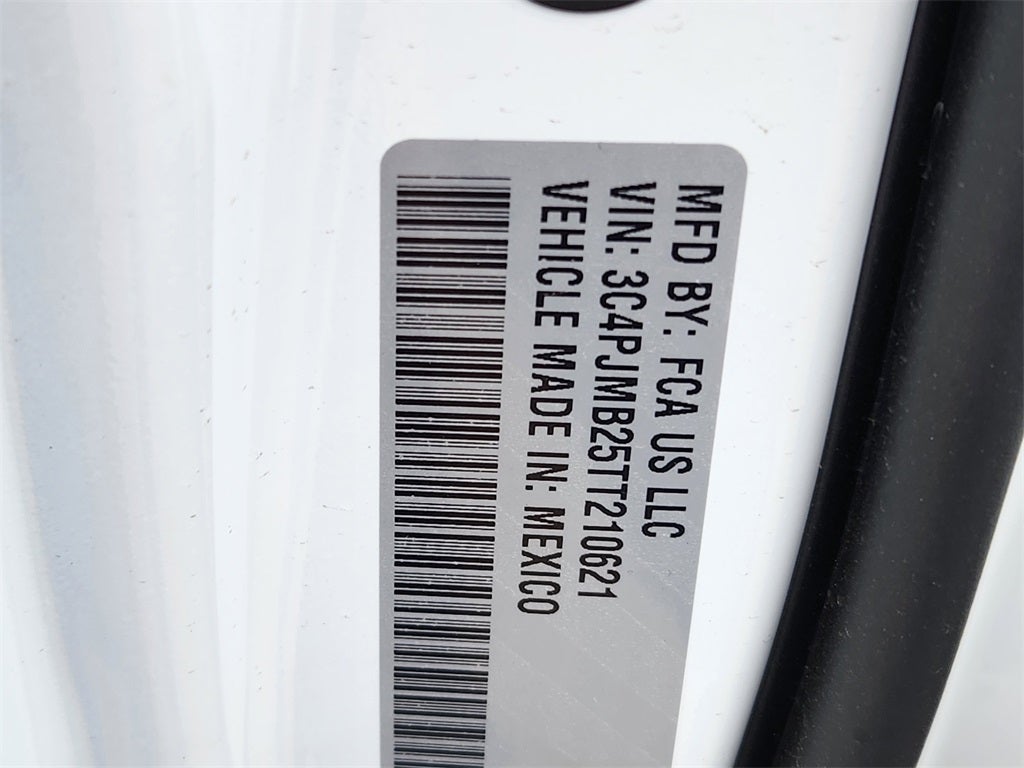 MFD BY: FCA US LLC
VIN: 3C4PJMB25TT210621
VEHICLE MADE IN: MEXICO